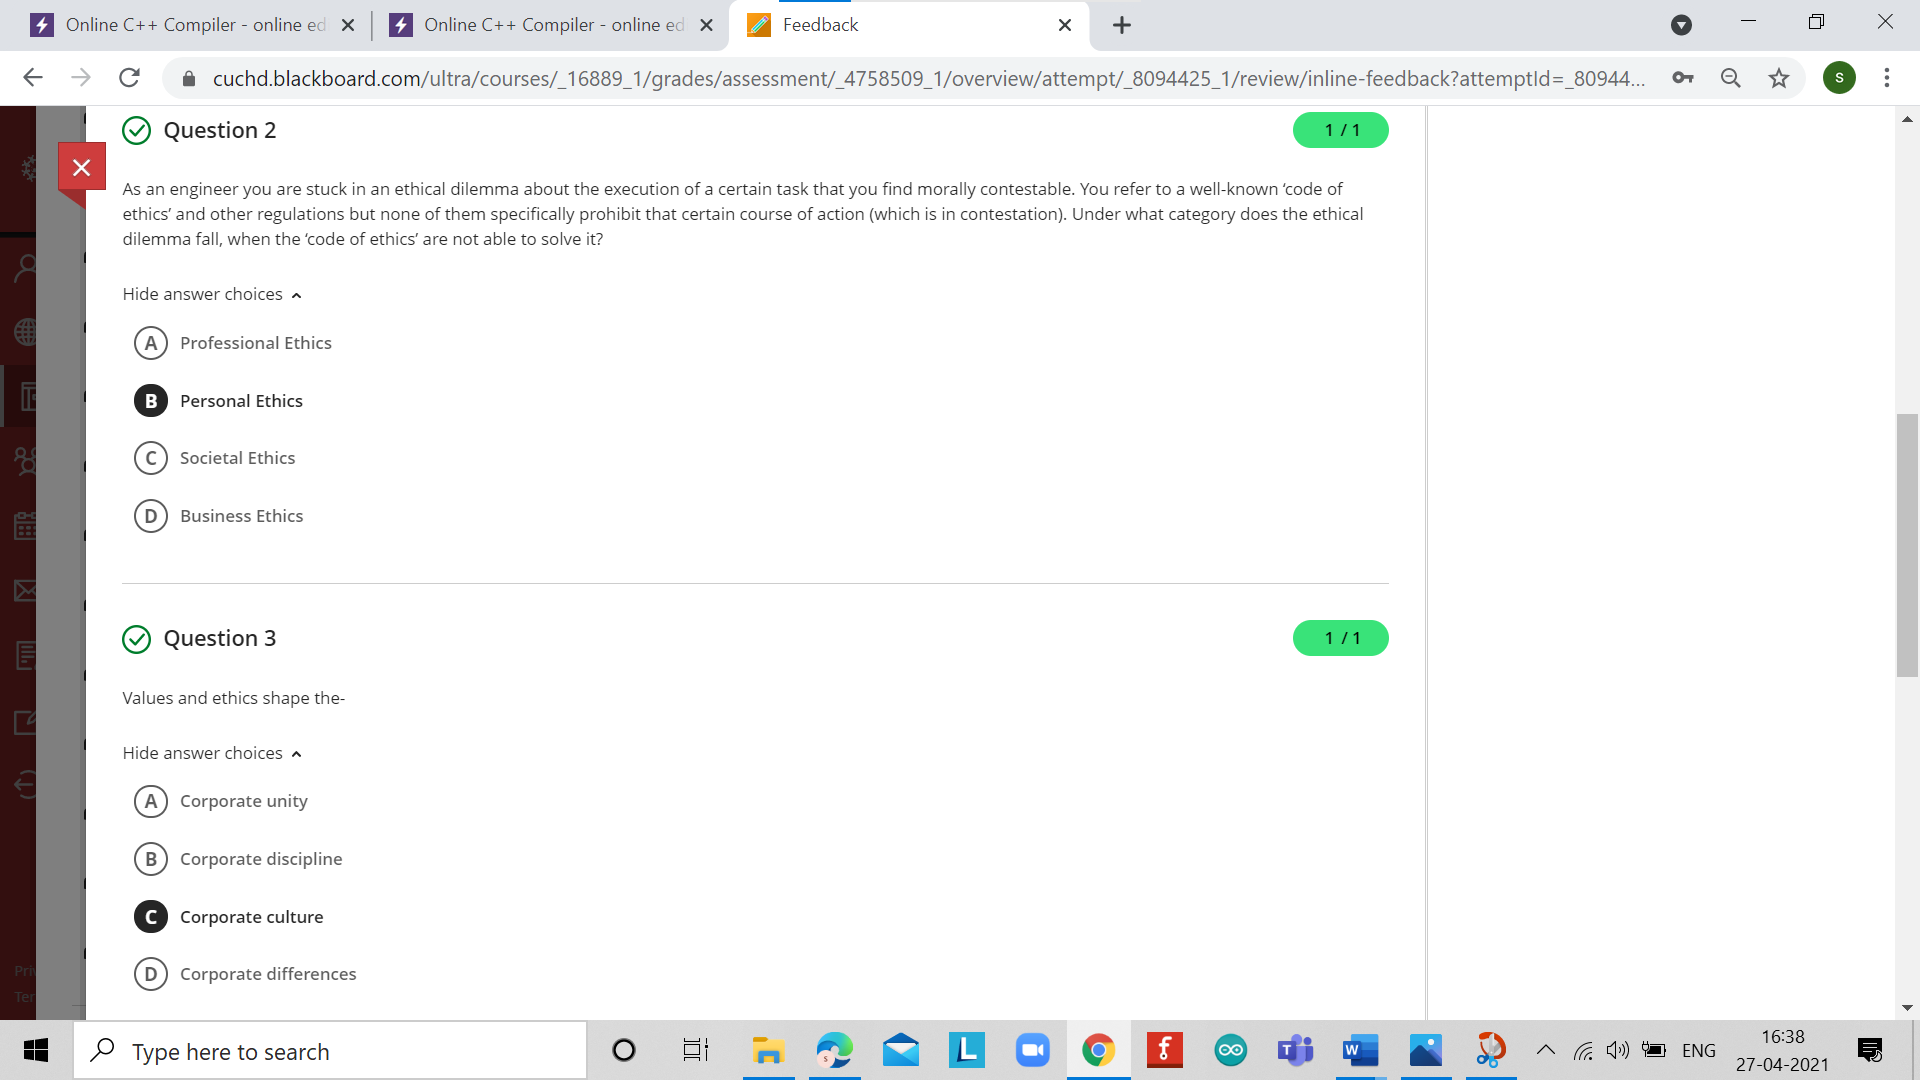 Online C++ Compiler - online ed
Online C++ Compiler - online ed
Feedback
cuchd.blackboard.com/ultra/courses/_16889_1/grades/assessment/_4758509_1/overview/attempt/_8094425_1/review/inline-feedback?attemptId=_80944...
S
Question 2
1 / 1
As an engineer you are stuck in an ethical dilemma about the execution of a certain task that you find morally contestable. You refer to a well-known ‘code of
ethics’ and other regulations but none of them specifically prohibit that certain course of action (which is in contestation). Under what category does the ethical
dilemma fall, when the ‘code of ethics’ are not able to solve it?
Hide answer choices
A Professional Ethics
B Personal Ethics
C Societal Ethics
D Business Ethics
Question 3
1 / 1
Values and ethics shape the-
Hide answer choices
A Corporate unity
B Corporate discipline
C Corporate culture
D Corporate differences
Pri
Ter
Type here to search
L
f
T
W
ENG
16:38
27-04-2021